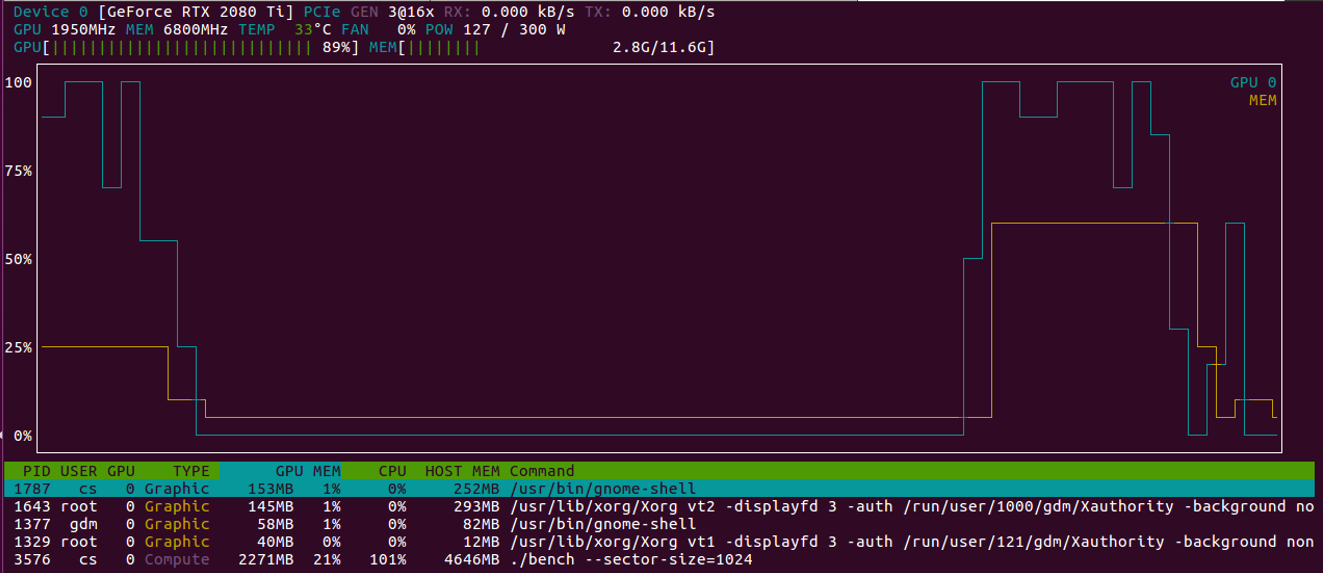 Device 0 [GeForce RTX 2080 Ti] PCIe GEN 3@16x RX: 0.000 kB/s TX: 0.000 kB/s
GPU 1950MHz MEM 6800MHz TEMP 33°C FAN 0% POW 127 / 300 W
GPU[|||||||||||||||||||||||||||| 89%] MEM[|||||||| 2.8G/11.6G]
100 GPU 0
MEM
75%
50%
25%
0%
PID USER GPU TYPE GPU MEM CPU HOST MEM Command
1787 cs 0 Graphic 153MB 1% 0% 252MB /usr/bin/gnome-shell
1643 root 0 Graphic 145MB 1% 0% 293MB /usr/lib/xorg/Xorg vt2 -displayfd 3 -auth /run/user/1000/gdm/Xauthority -background no
1377 gdm 0 Graphic 58MB 1% 0% 82MB /usr/bin/gnome-shell
1329 root 0 Graphic 40MB 0% 0% 12MB /usr/lib/xorg/Xorg vt1 -displayfd 3 -auth /run/user/121/gdm/Xauthority -background non
3576 cs 0 Compute 2271MB 21% 101% 4646MB ./bench --sector-size=1024